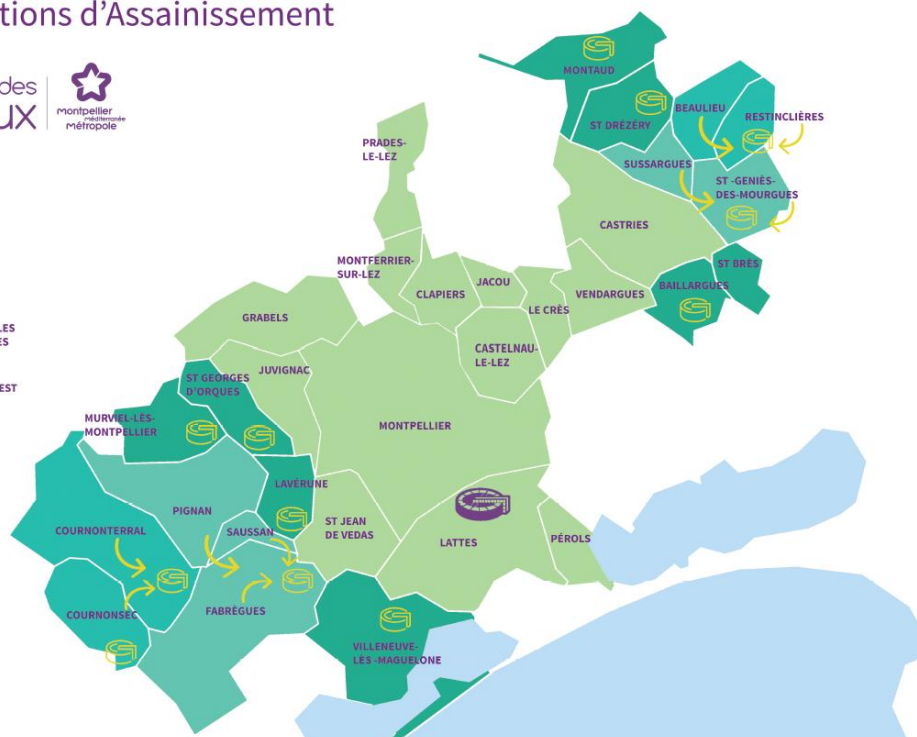 tions d'Assainissement
des
ux
montpellier
méditerranée
métropole
MONTAUD
ST DRÉZÉRY
BEAULIEU
RESTINCLIÈRES
PRADES-
LE-LEZ
SUSSARGUES
ST -GENIÈS-
DES-MOURGUES
CASTRIES
MONTFERRIER-
SUR-LEZ
ST BRÈS
JACOU
CLAPIERS
VENDARGUES
BAILLARGUES
LE CRÈS
GRABELS
LES
ES
CASTELNAU-
LE-LEZ
JUVIGNAC
ST GEORGES
D'ORQUES
EST
MURVIEL-LÈS-
MONTPELLIER
MONTPELLIER
LAVÉRUNE
PIGNAN
ST JEAN
DE VEDAS
COURNONTERRAL
SAUSSAN
LATTES
PÉROLS
COURNONSEC
FABRÈGUES
VILLENEUVE-
LÈS -MAGUELONE